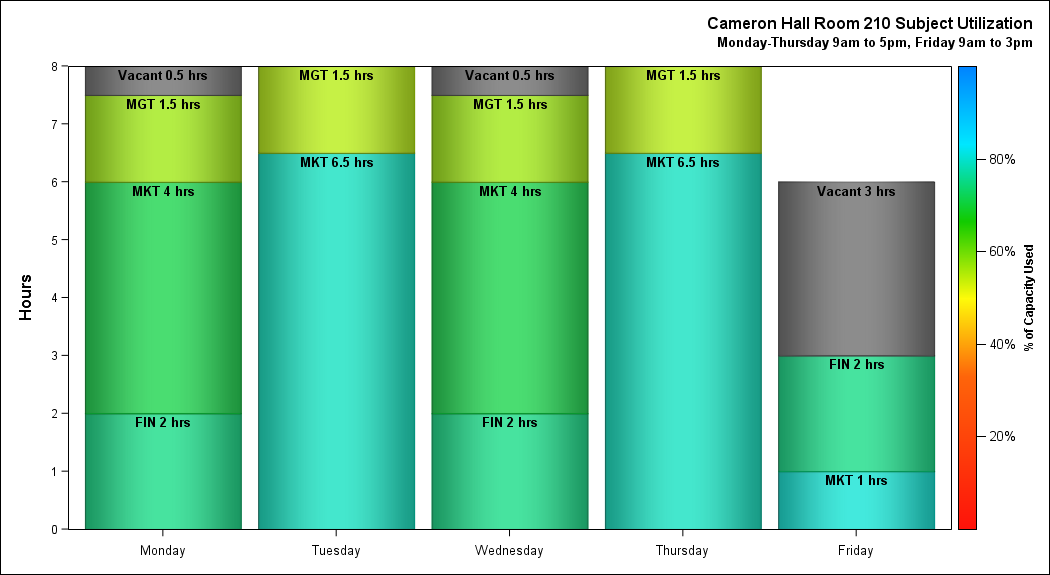 Cameron Hall Room 210 Subject Utilization
Monday-Thursday 9am to 5pm, Friday 9am to 3pm
Hours
8
7
6
5
4
3
2
1
0
Vacant 0.5 hrs
MGT 1.5 hrs
MKT 4 hrs
FIN 2 hrs
Monday
MGT 1.5 hrs
MKT 6.5 hrs
Tuesday
Vacant 0.5 hrs
MGT 1.5 hrs
MKT 4 hrs
FIN 2 hrs
Wednesday
MGT 1.5 hrs
MKT 6.5 hrs
Thursday
Vacant 3 hrs
FIN 2 hrs
MKT 1 hrs
Friday
80%
60%
40%
20%
% of Capacity Used